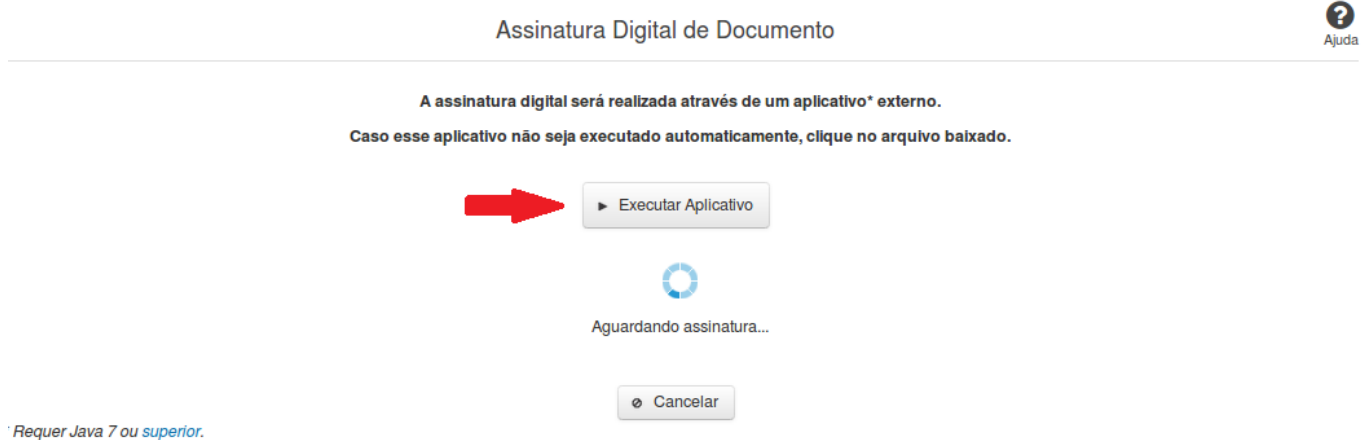 Assinatura Digital de Documento
Ajuda
A assinatura digital será realizada através de um aplicativo* externo.
Caso esse aplicativo não seja executado automaticamente, clique no arquivo baixado.
Executar Aplicativo
Aguardando assinatura...
Cancelar
* Requer Java 7 ou superior.